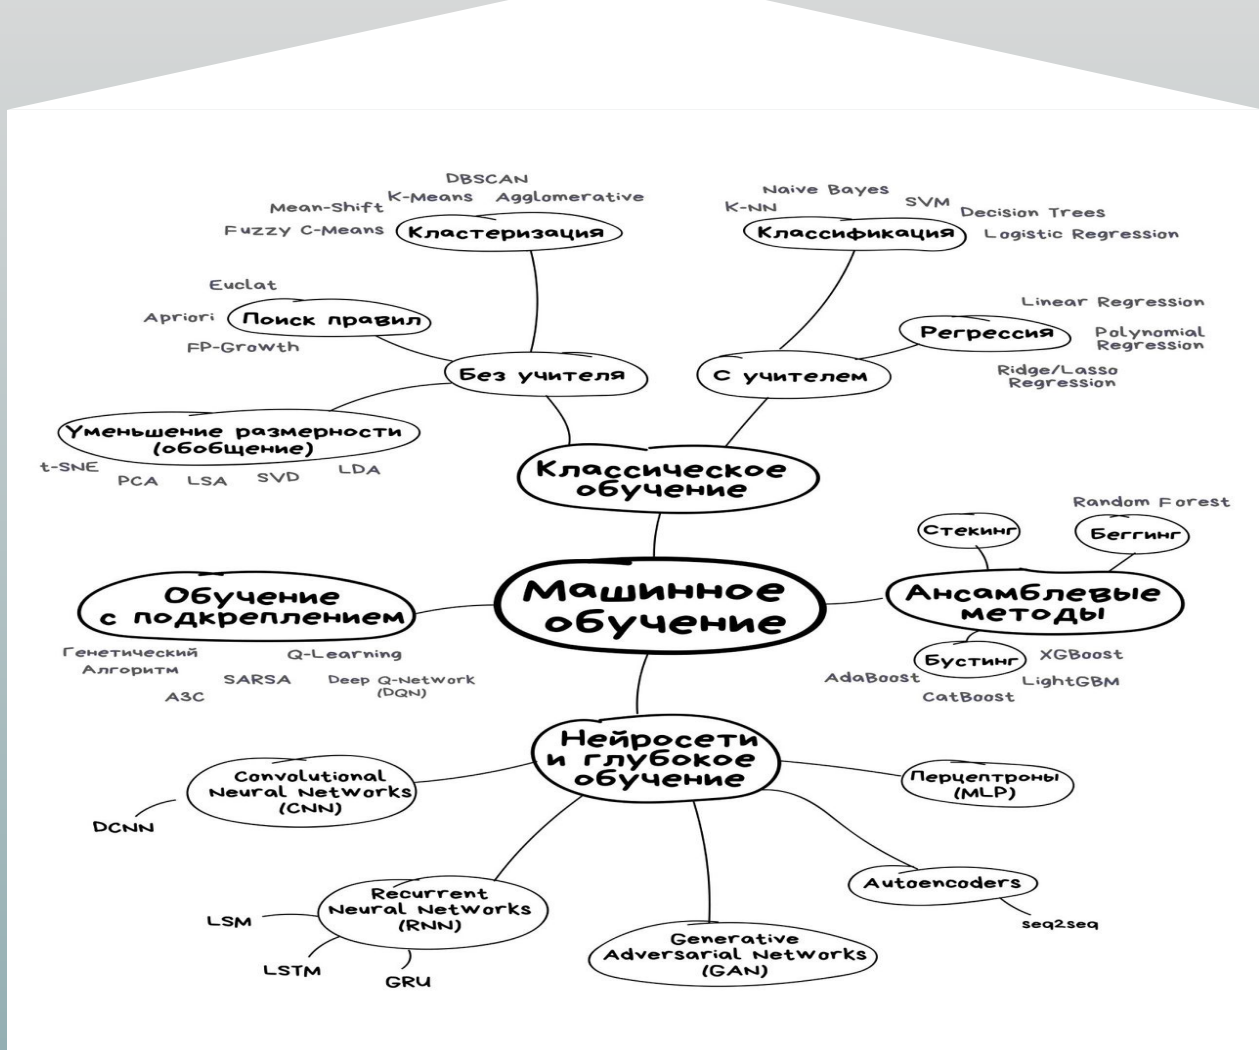 DBSCAN
K-Means
Agglomerative
Mean-Shift
Fuzzy C-Means
Кластеризация
Naive Bayes
K-NN
SVM
Decision Trees
Классификация
Logistic Regression
Euclat
Apriori
Поиск правил
FP-Growth
Linear Regression
Регрессия
Polynomial
Regression
Ridge/Lasso
Regression
Без учителя
С учителем
Уменьшение размерности
(обобщение)
t-SNE
PCA
LSA
SVD
LDA
Классическое
обучение
Random Forest
Стекинг
Беггинг
Обучение
с подкреплением
Машинное
обучение
Ансамблевые
методы
Генетический
Алгоритм
Q-Learning
SARSA
Deep Q-Network
(DQN)
A3C
Бустинг
XGBoost
AdaBoost
LightGBM
CatBoost
Нейросети
и глубокое
обучение
Convolutional
Neural Networks
(CNN)
DCNN
Перцептроны
(MLP)
Autoencoders
seq2seq
Recurrent
Neural Networks
(RNN)
LSM
LSTM
GRU
Generative
Adversarial Networks
(GAN)